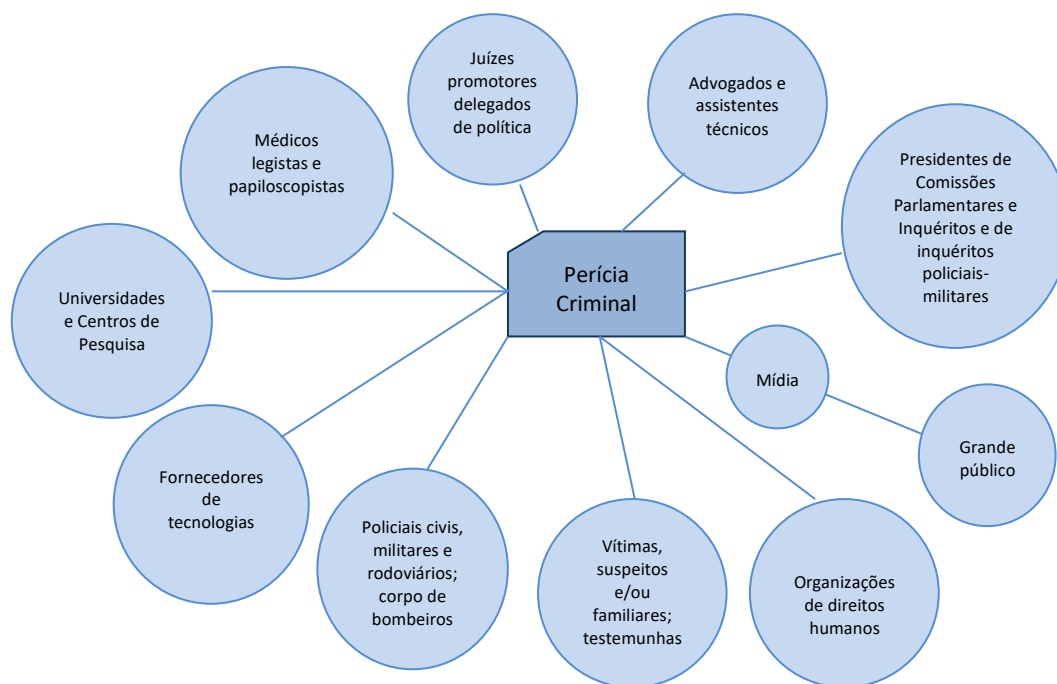 Juízes
promotores
delegados
de política
Advogados e
assistentes
técnicos
Médicos
legistas e
papiloscopistas
Presidentes de
Comissões
Parlamentares e
Inquéritos e de
inquéritos
policiais-
militares
Perícia
Criminal
Universidades
e Centros de
Pesquisa
Mídia
Grande
público
Fornecedores
de
tecnologias
Policiais civis,
militares e
rodoviários;
corpo de
bombeiros
Vítimas,
suspeitos
e/ou
familiares;
testemunhas
Organizações
de direitos
humanos